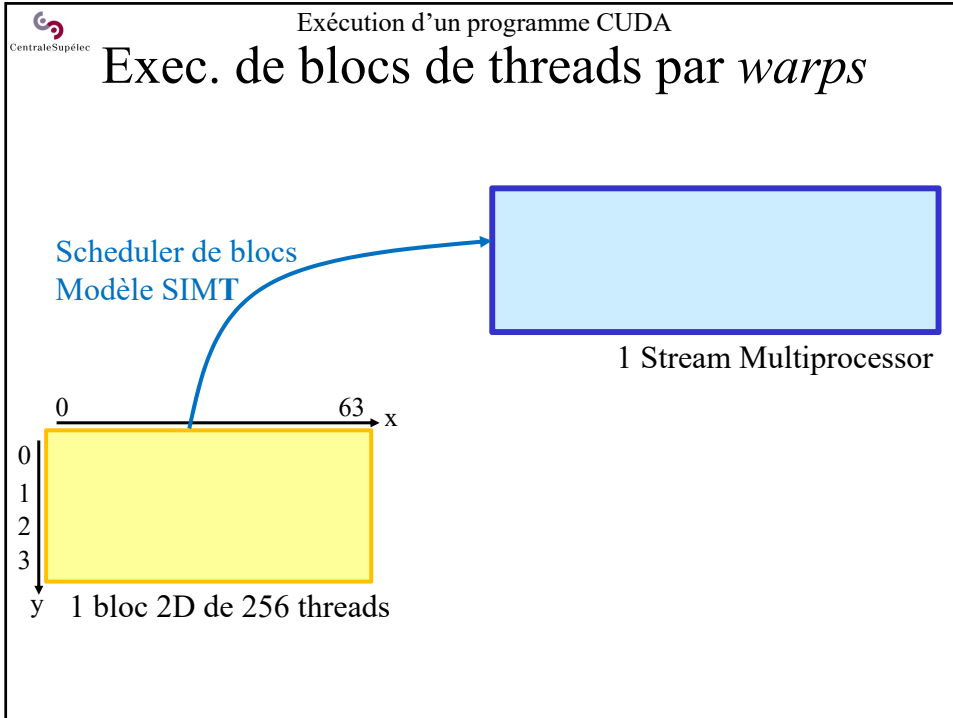 Exécution d'un programme CUDA
CentraleSupélec
Exec. de blocs de threads par warps
Scheduler de blocs
Modèle SIMT
1 Stream Multiprocessor
0 63 x
0
1
2
3
y 1 bloc 2D de 256 threads